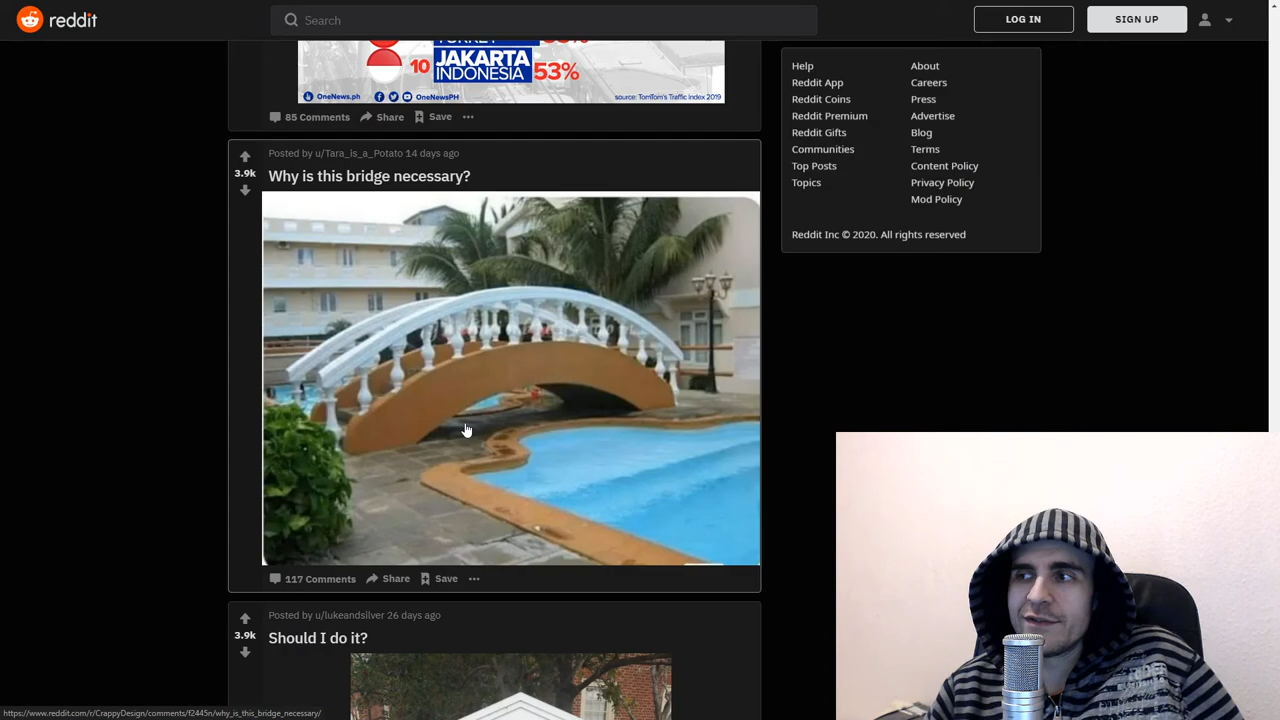 reddit
Search
LOG IN
SIGN UP
JAKARTA
10
INDONESIA
53%
OneNews.ph
OneNewsPH
source: TomTom's Traffic Index 2019
85 Comments
Share
Save
Posted by u/Tara_is_a_Potato 14 days ago
3.9k
Why is this bridge necessary?
117 Comments
Share
Save
Posted by u/lukeandsilver 26 days ago
3.9k
Should I do it?
Help
About
Reddit App
Careers
Reddit Coins
Press
Reddit Premium
Advertise
Reddit Gifts
Blog
Communities
Terms
Top Posts
Content Policy
Topics
Privacy Policy
Mod Policy
Reddit Inc © 2020. All rights reserved
https://www.reddit.com/r/CrappyDesign/comments/f2445n/why_is_this_bridge_necessary/